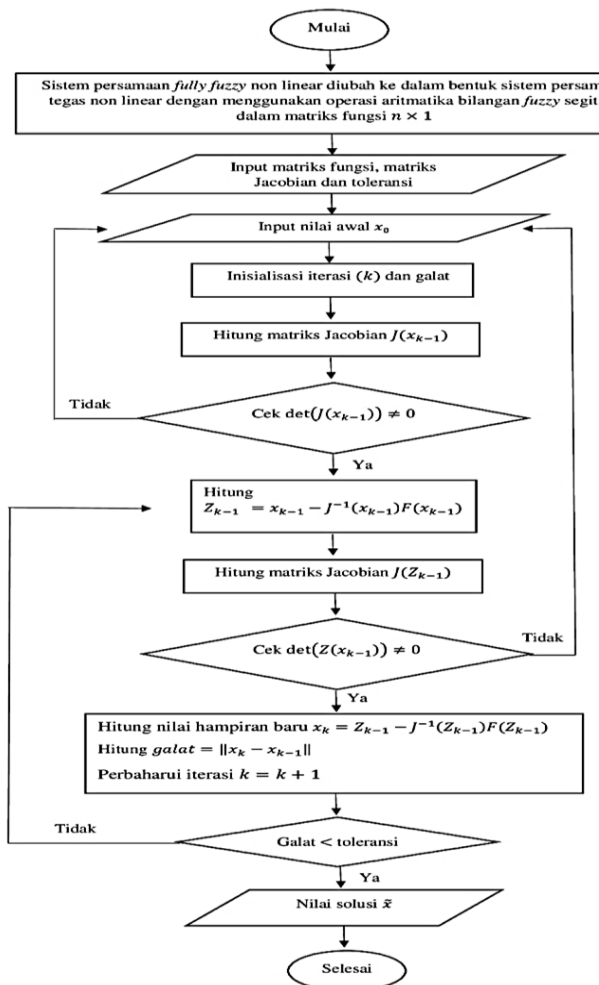 Mulai
Sistem persamaan fully fuzzy non linear diubah ke dalam bentuk sistem persam
tegas non linear dengan menggunakan operasi aritmatika bilangan fuzzy segit
dalam matriks fungsi n × 1
Input matriks fungsi, matriks
Jacobian dan toleransi
Input nilai awal x₀
Inisialisasi iterasi (k) dan galat
Hitung matriks Jacobian J(xₖ₋₁)
Tidak
Cek det(J(xₖ₋₁)) ≠ 0
Ya
Hitung
Zₖ₋₁ = xₖ₋₁ − J⁻¹(xₖ₋₁)F(xₖ₋₁)
Hitung matriks Jacobian J(Zₖ₋₁)
Tidak
Cek det(Z(xₖ₋₁)) ≠ 0
Ya
Hitung nilai hampiran baru xₖ = Zₖ₋₁ − J⁻¹(Zₖ₋₁)F(Zₖ₋₁)
Hitung galat = ‖xₖ − xₖ₋₁‖
Perbaharui iterasi k = k + 1
Tidak
Galat < toleransi
Ya
Nilai solusi x̃
Selesai